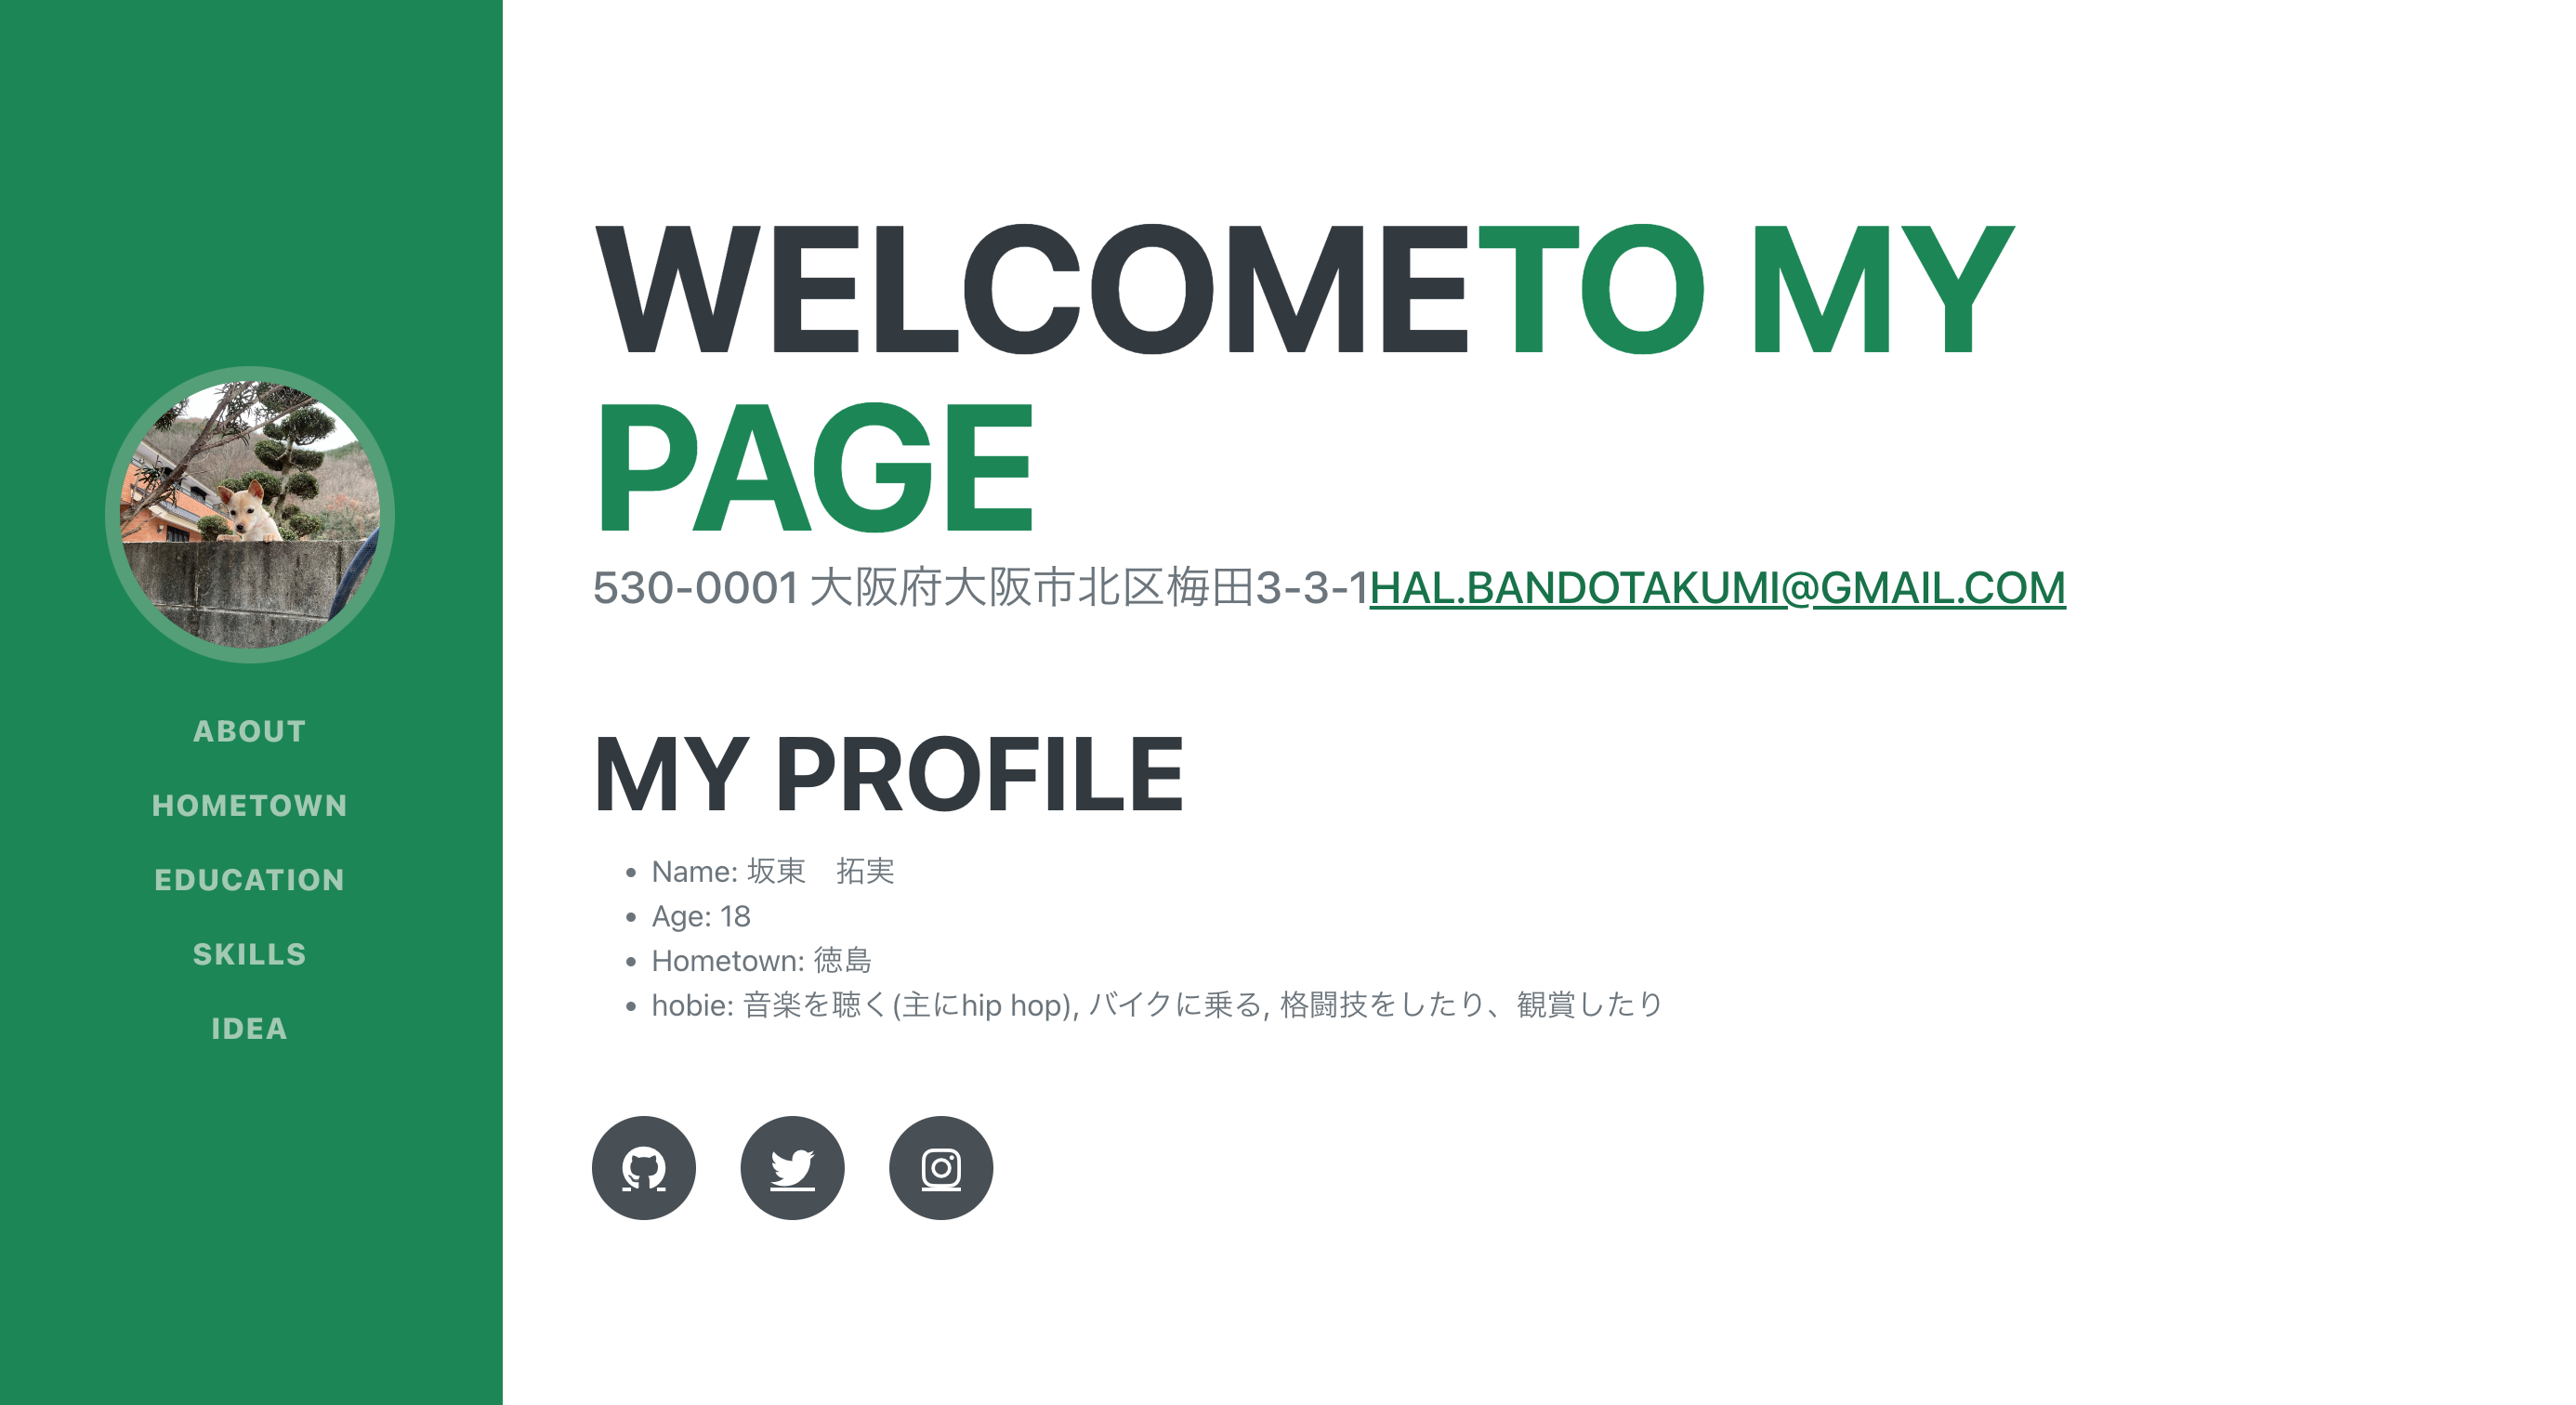 ABOUT
HOMETOWN
EDUCATION
SKILLS
IDEA
WELCOMETO MY
PAGE
530-0001 大阪府大阪市北区梅田3-3-1HAL.BANDOTAKUMI@GMAIL.COM
MY PROFILE
Name: 坂東　拓実
Age: 18
Hometown: 徳島
hobie: 音楽を聴く(主にhip hop), バイクに乗る, 格闘技をしたり、観賞したり